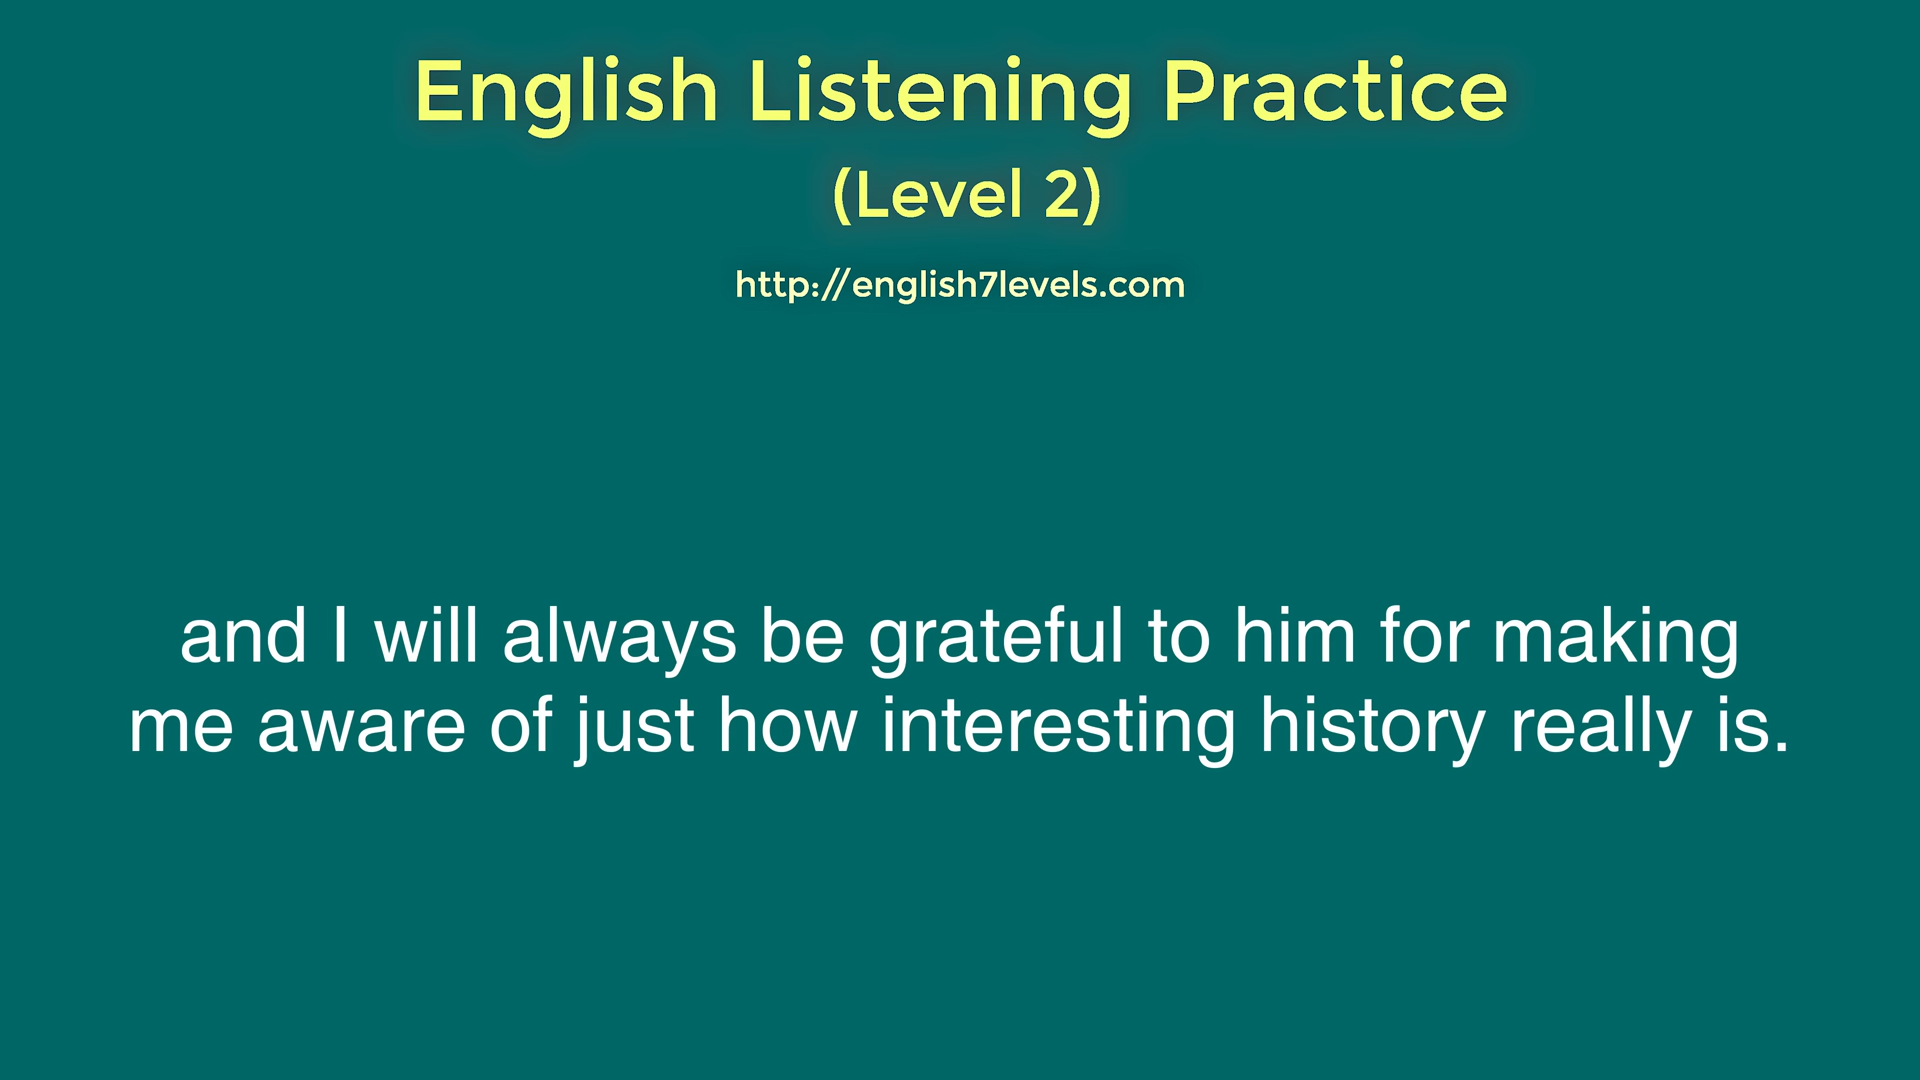 English Listening Practice
(Level 2)
http://english7levels.com
and I will always be grateful to him for making
me aware of just how interesting history really is.